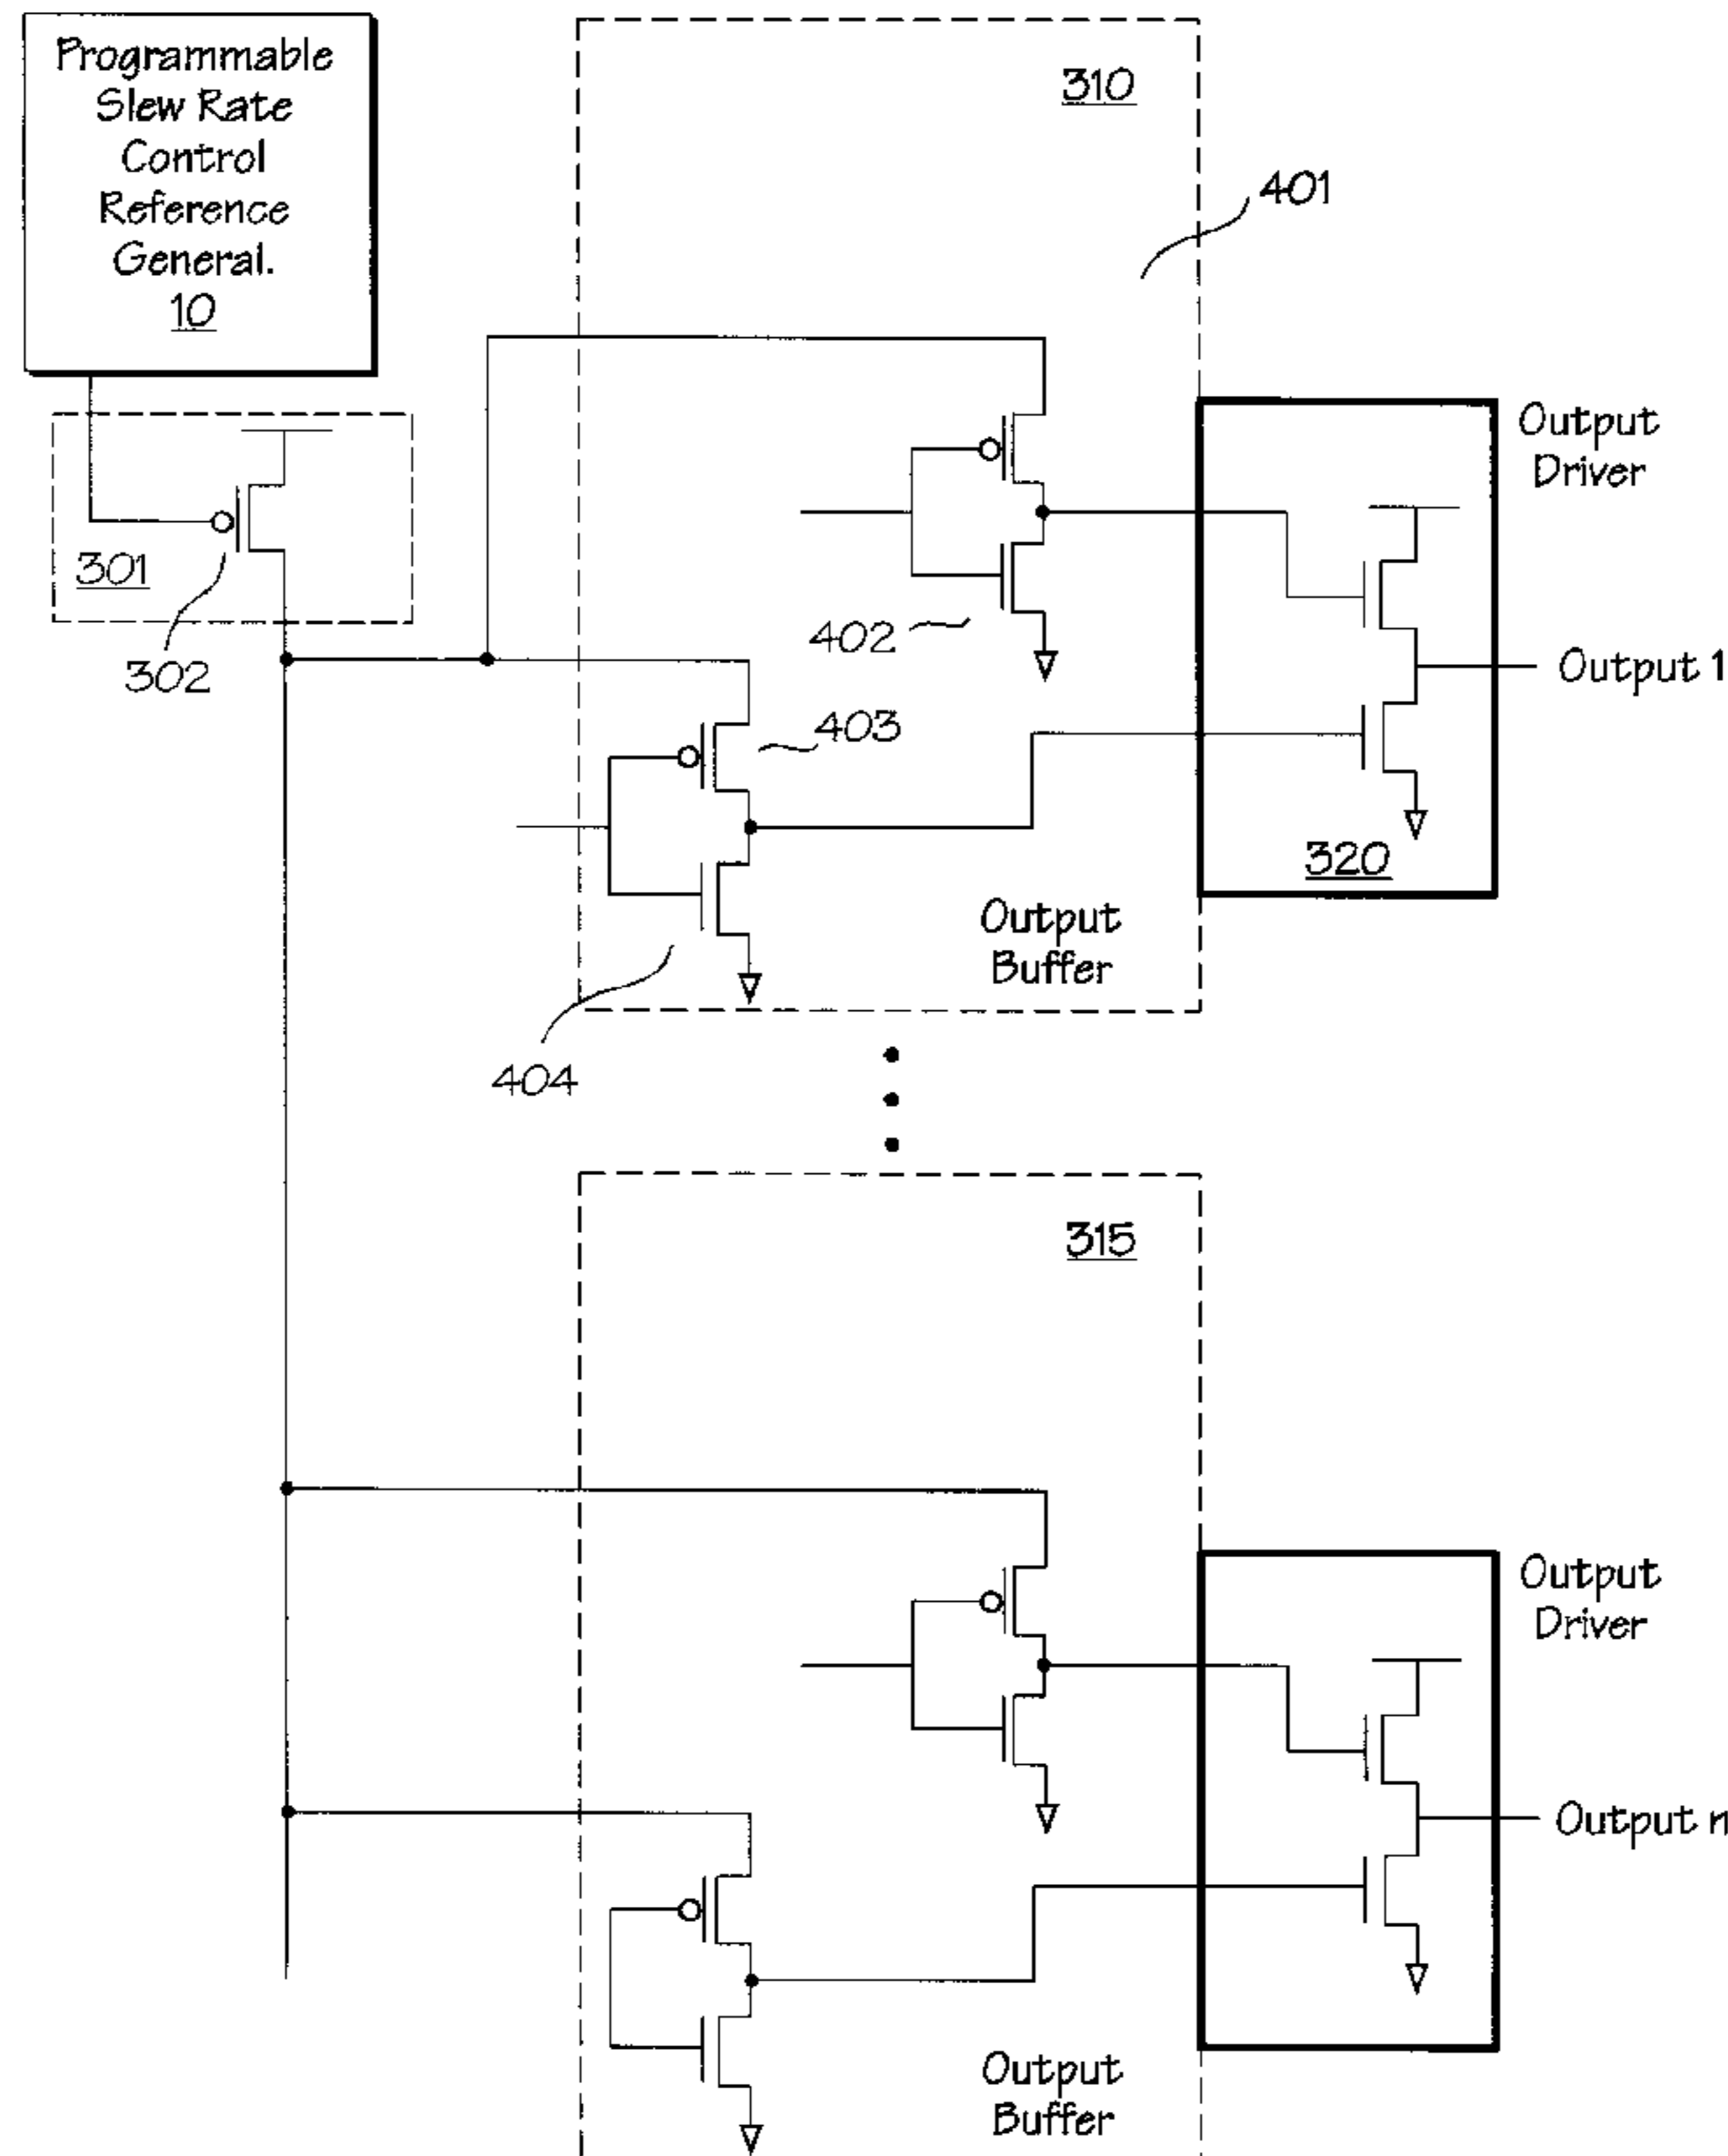 Programmable
Slew Rate
Control
Reference
General.
10
310
401
Output
Driver
301
302
402
Output 1
403
320
Output
Buffer
404
315
Output
Driver
Output n
Output
Buffer